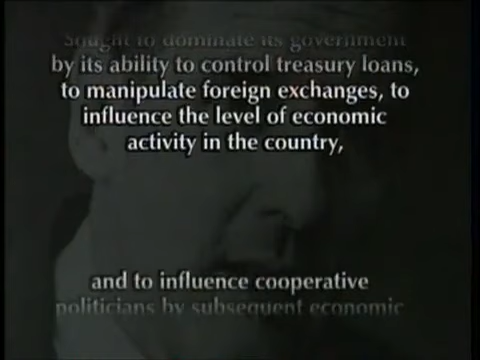 Sought to dominate its government
by its ability to control treasury loans,
to manipulate foreign exchanges, to
influence the level of economic
activity in the country,
and to influence cooperative
politicians by subsequent economic